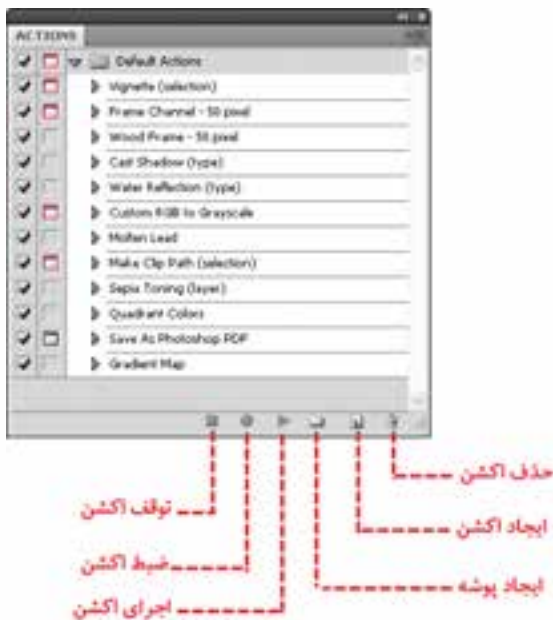 ACTIONS
Default Actions
Vignette (selection)
Frame Channel - 50 pixel
Wood Frame - 50 pixel
Cast Shadow (type)
Water Reflection (type)
Custom RGB to Grayscale
Molten Lead
Make Clip Path (selection)
Sepia Toning (layer)
Quadrant Colors
Save As Photoshop PDF
Gradient Map
حذف اکشن
توقف اکشن
ایجاد اکشن
ضبط اکشن
ایجاد پوشه
اجرای اکشن